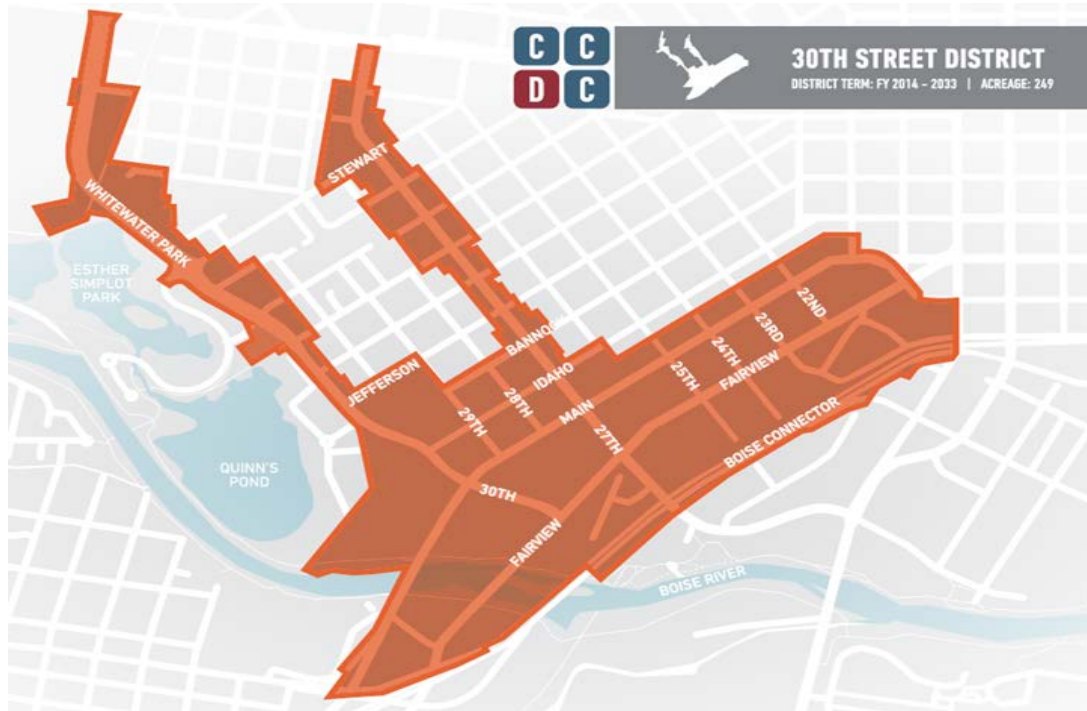 C C
D C
30TH STREET DISTRICT
DISTRICT TERM: FY 2014 – 2033 | ACREAGE: 249
STEWART
WHITEWATER PARK
ESTHER
SIMPLOT
PARK
22ND
23RD
24TH
25TH
FAIRVIEW
BANNOCK
IDAHO
JEFFERSON
28TH
29TH
MAIN
27TH
BOISE CONNECTOR
QUINN'S
POND
30TH
FAIRVIEW
BOISE RIVER